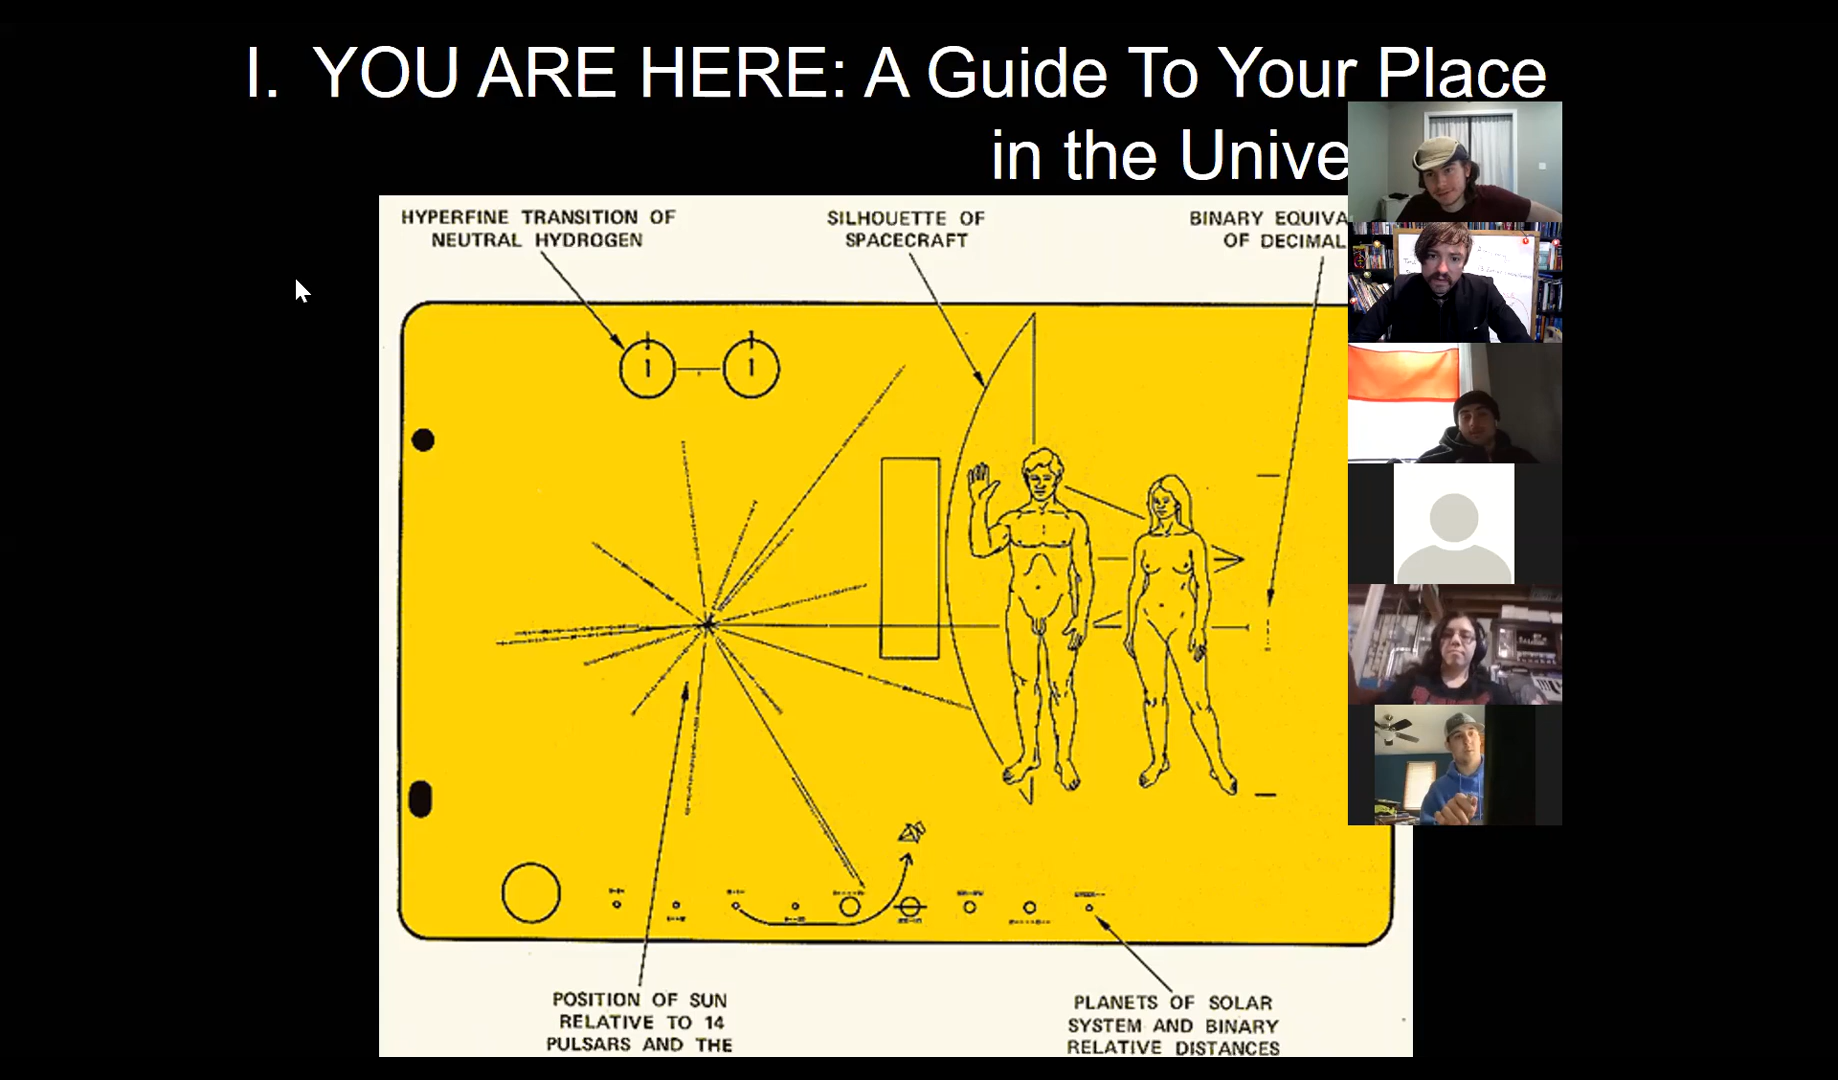 I. YOU ARE HERE: A Guide To Your Place
in the Unive
HYPERFINE TRANSITION OF
NEUTRAL HYDROGEN
SILHOUETTE OF
SPACECRAFT
BINARY EQUIVA
OF DECIMAL
POSITION OF SUN
RELATIVE TO 14
PULSARS AND THE
PLANETS OF SOLAR
SYSTEM AND BINARY
RELATIVE DISTANCES